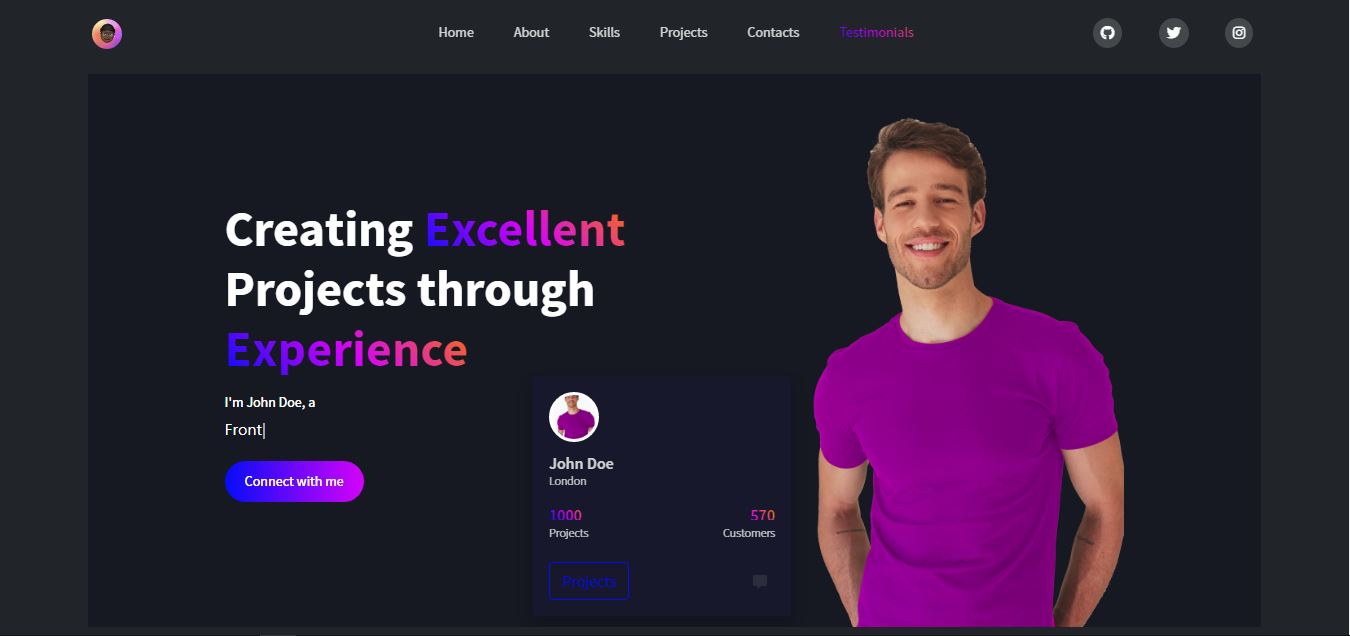 Home About Skills Projects Contacts Testimonials
Creating Excellent
Projects through
Experience
I'm John Doe, a
Front|
Connect with me
John Doe
London
1000 570
Projects Customers
Projects